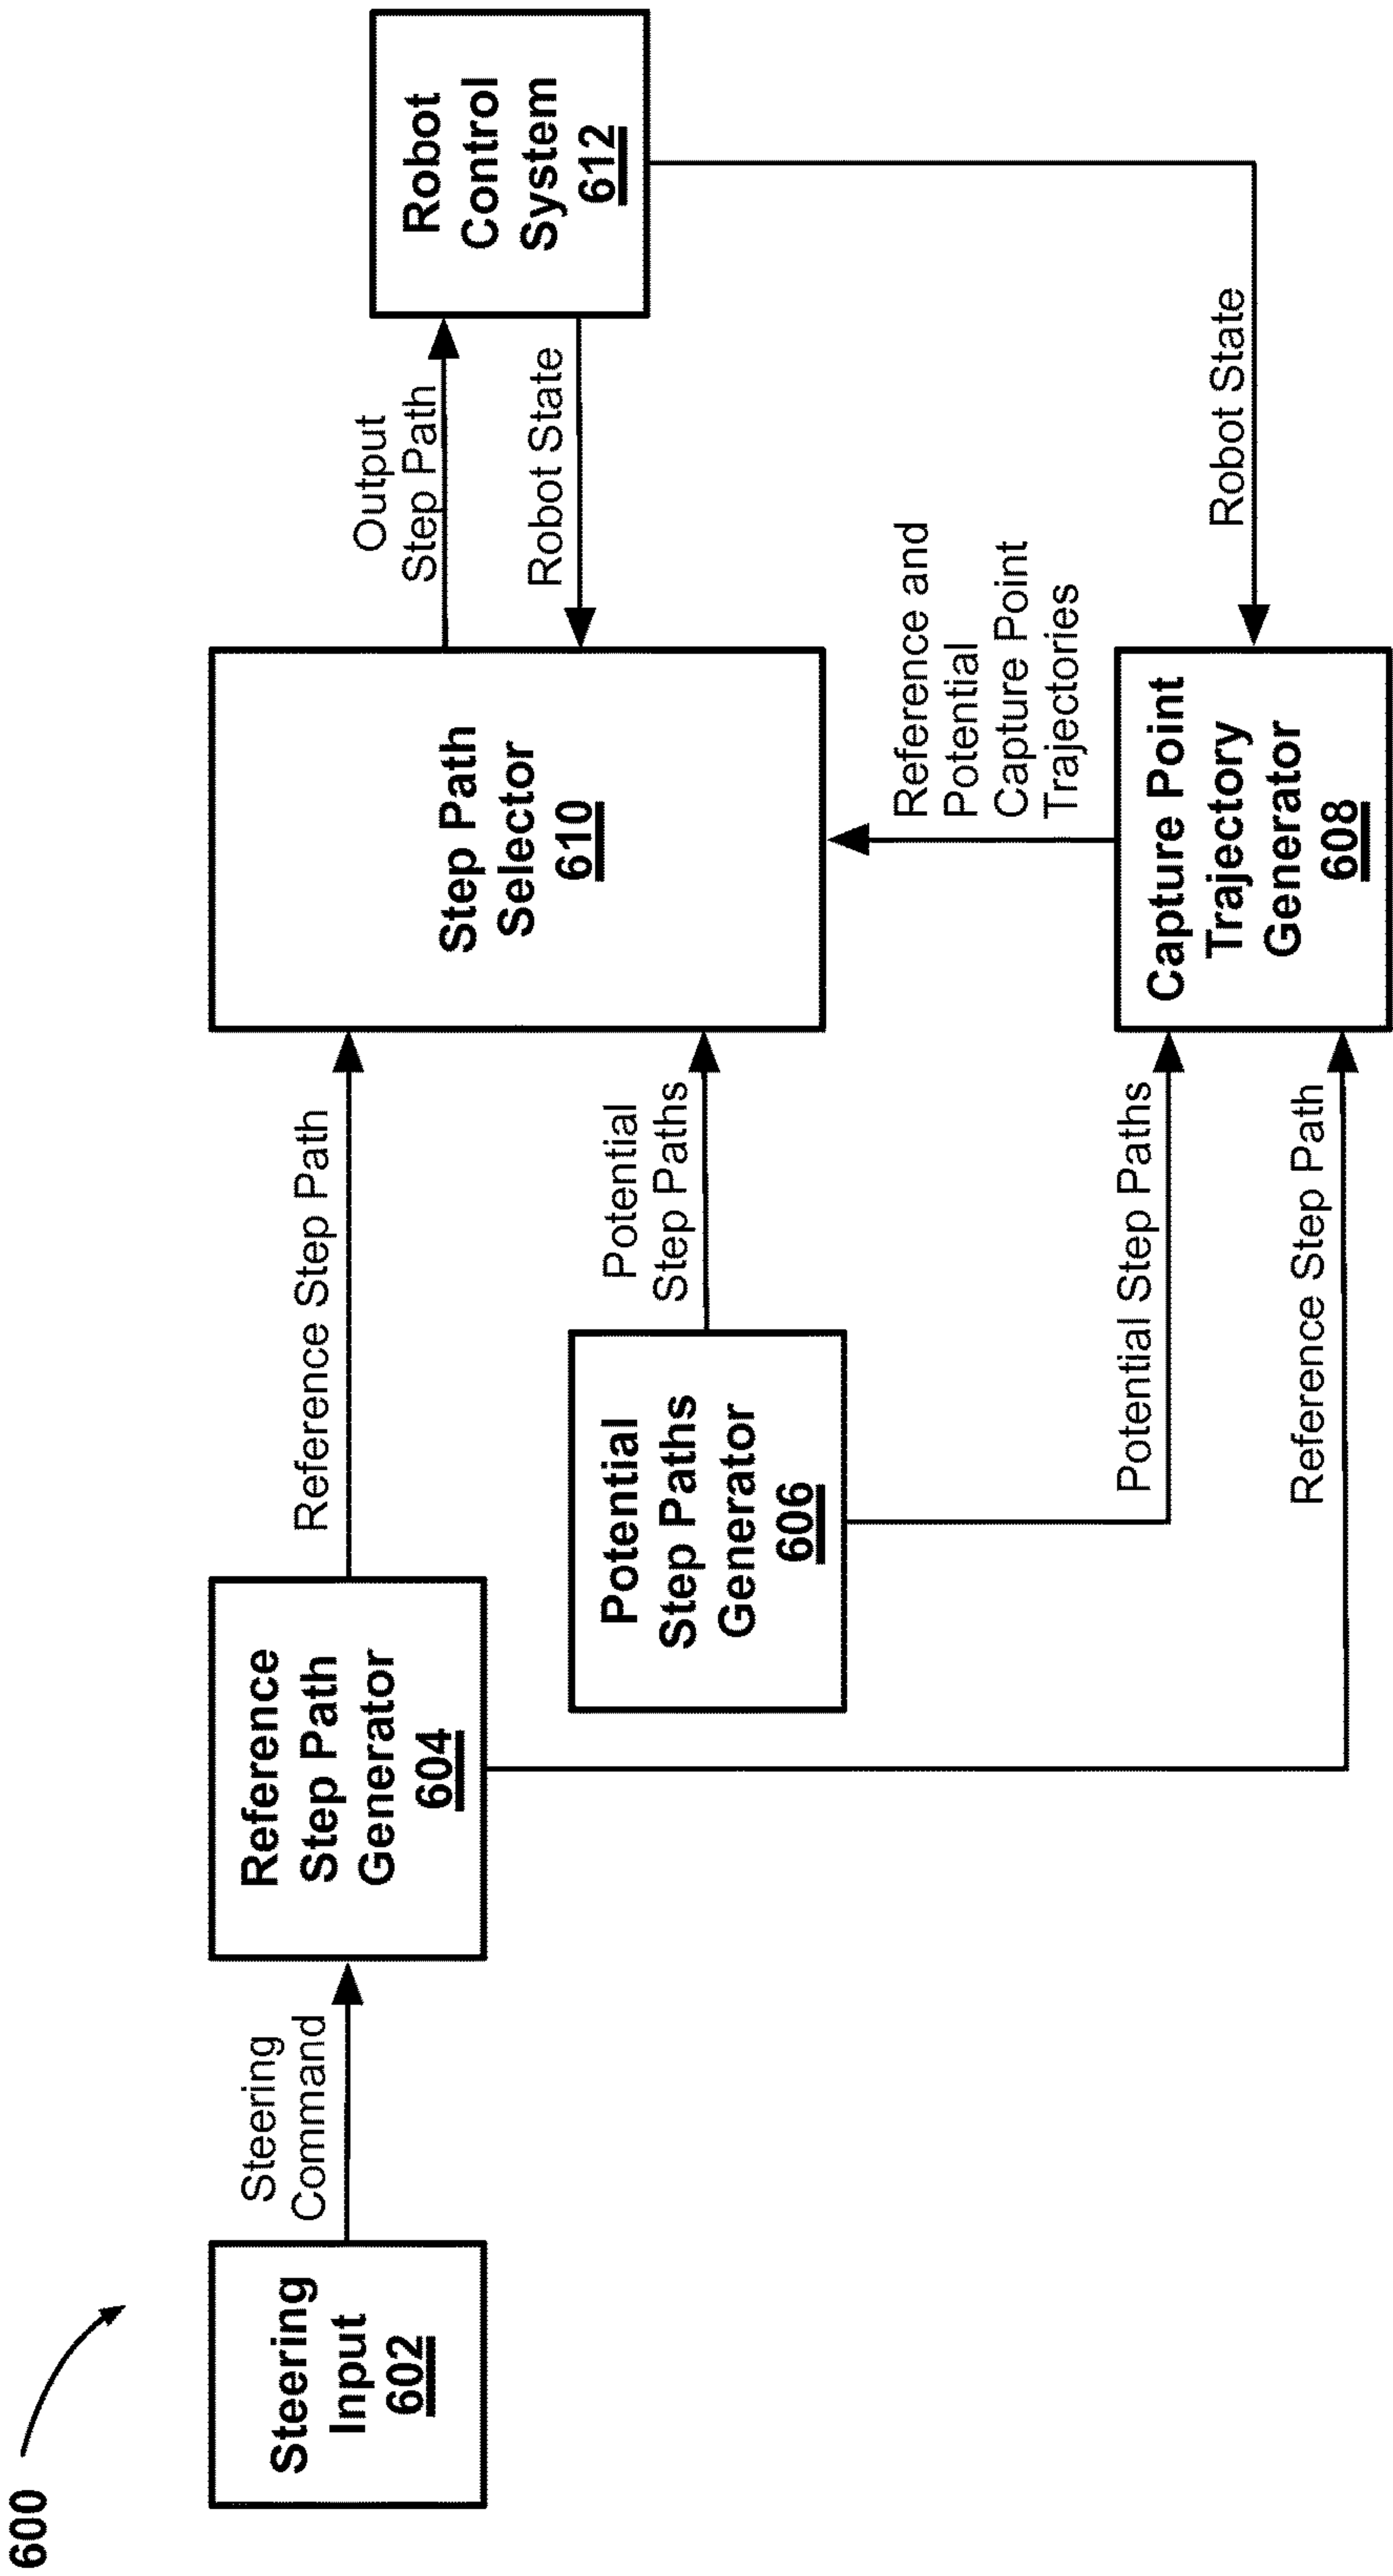 600
Steering
Input
602
Steering
Command
Reference
Step Path
Generator
604
Reference Step Path
Potential
Step Paths
Generator
606
Potential
Step Paths
Potential Step Paths
Reference Step Path
Step Path
Selector
610
Reference and
Potential
Capture Point
Trajectories
Capture Point
Trajectory
Generator
608
Output
Step Path
Robot State
Robot
Control
System
612
Robot State